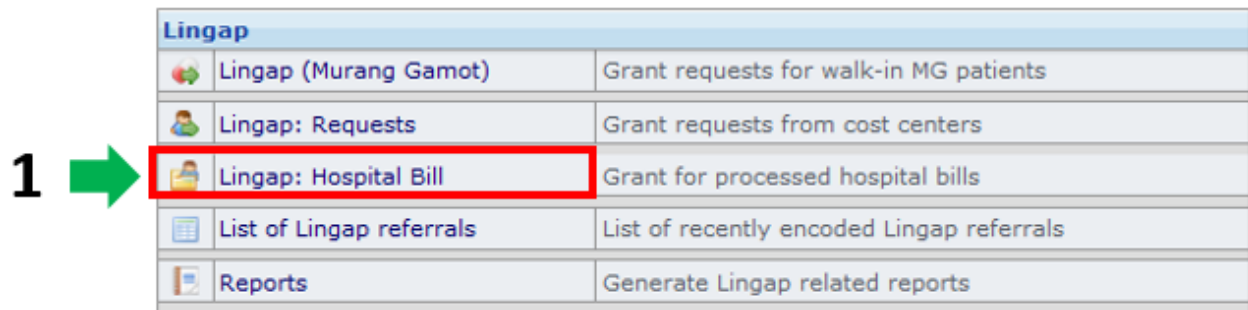 Lingap
Lingap (Murang Gamot) Grant requests for walk-in MG patients
Lingap: Requests Grant requests from cost centers
1 Lingap: Hospital Bill Grant for processed hospital bills
List of Lingap referrals List of recently encoded Lingap referrals
Reports Generate Lingap related reports